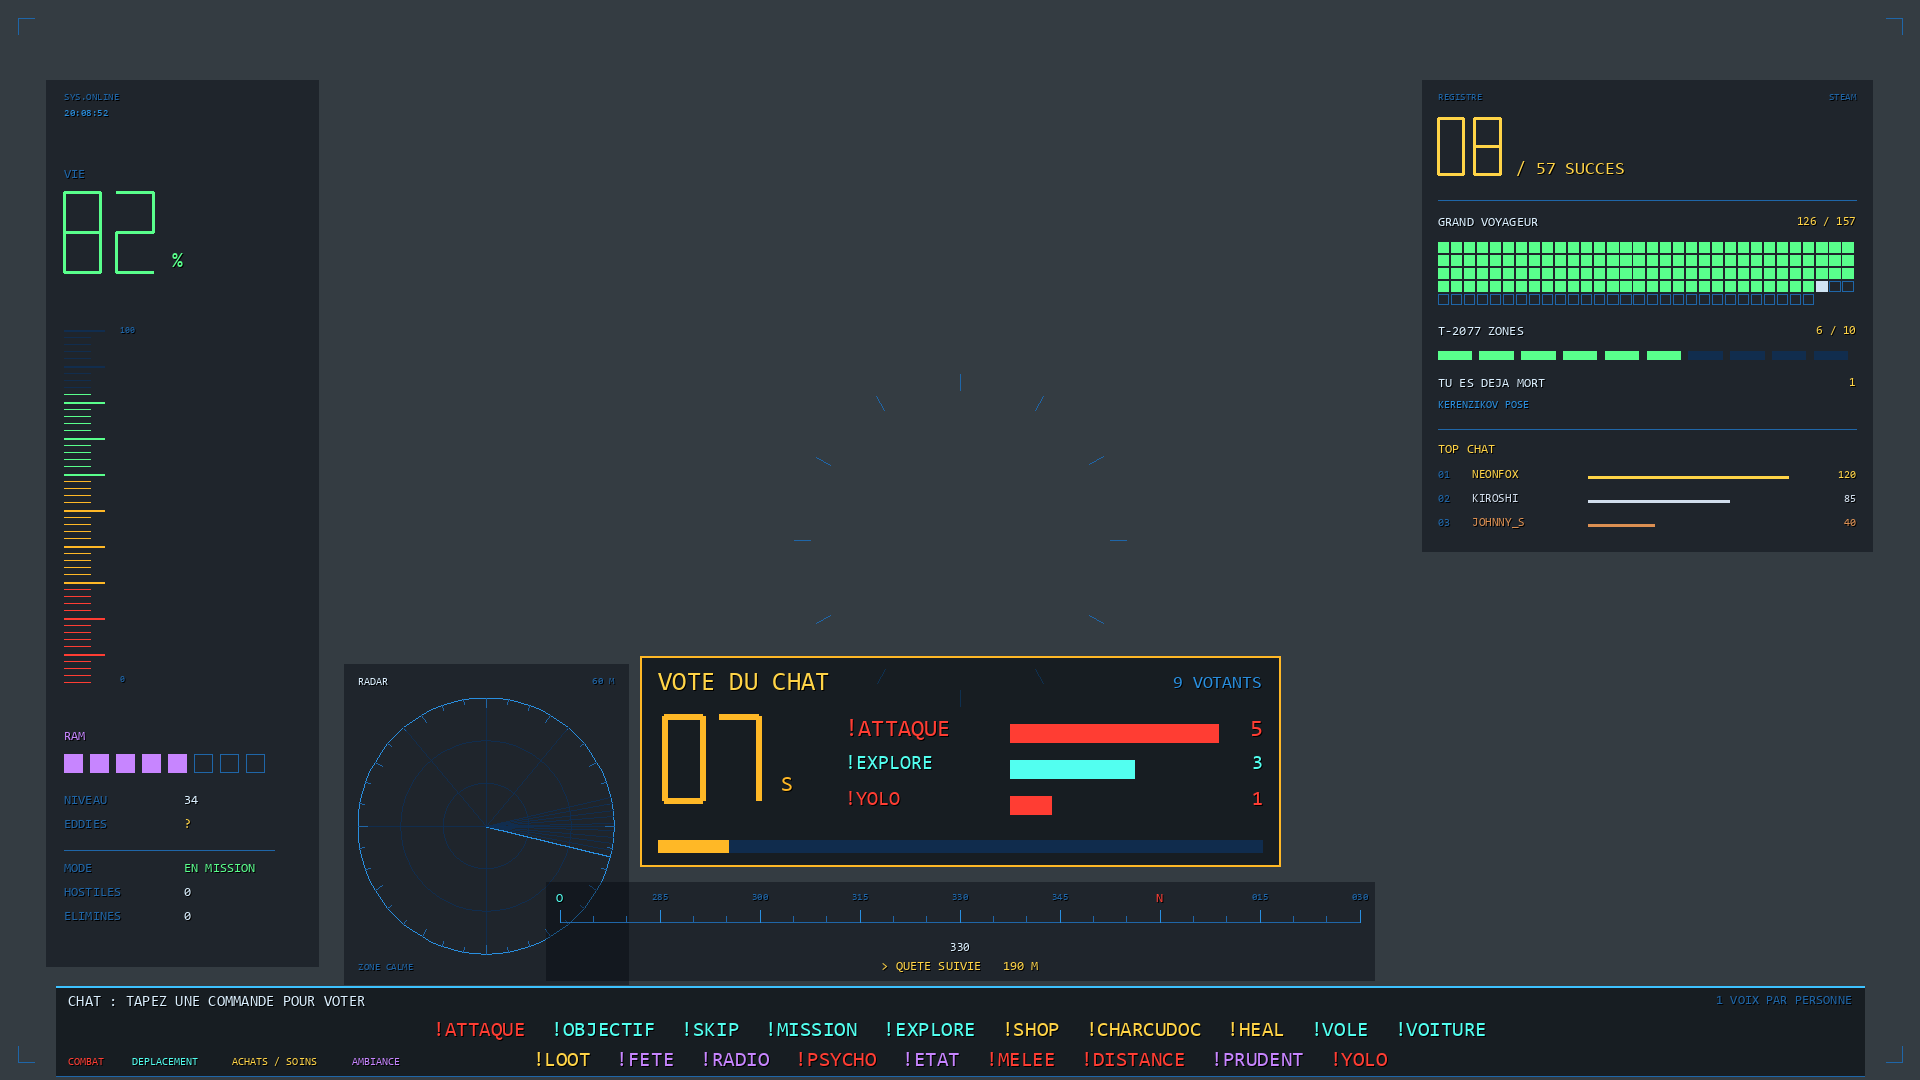 SYS.ONLINE
20:08:52
VIE
82 %
100
0
RAM
NIVEAU 34
EDDIES ?
MODE EN MISSION
HOSTILES 0
ELIMINES 0
REGISTRE STEAM
08 / 57 SUCCES
GRAND VOYAGEUR 126 / 157
T-2077 ZONES 6 / 10
TU ES DEJA MORT 1
KERENZIKOV POSE
TOP CHAT
01 NEONFOX 120
02 KIROSHI 85
03 JOHNNY_S 40
RADAR 60 M
ZONE CALME
VOTE DU CHAT 9 VOTANTS
07 S
!ATTAQUE 5
!EXPLORE 3
!YOLO 1
O 285 300 315 330 345 N 015 030
330
> QUETE SUIVIE 190 M
CHAT : TAPEZ UNE COMMANDE POUR VOTER 1 VOIX PAR PERSONNE
!ATTAQUE !OBJECTIF !SKIP !MISSION !EXPLORE !SHOP !CHARCUDOC !HEAL !VOLE !VOITURE
COMBAT DEPLACEMENT ACHATS / SOINS AMBIANCE !LOOT !FETE !RADIO !PSYCHO !ETAT !MELEE !DISTANCE !PRUDENT !YOLO